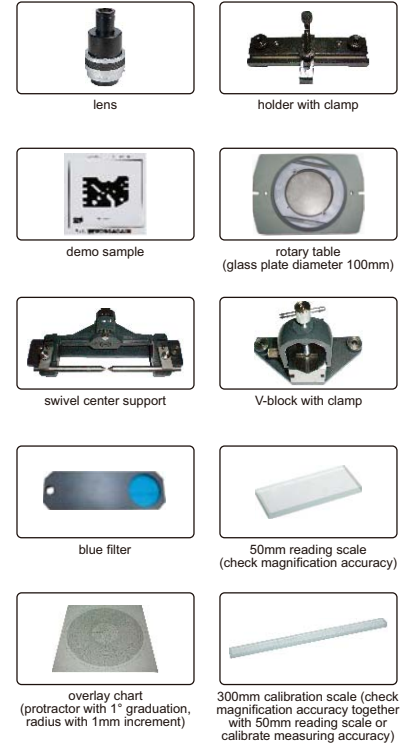 lens
holder with clamp
demo sample
rotary table
(glass plate diameter 100mm)
swivel center support
V-block with clamp
blue filter
50mm reading scale
(check magnification accuracy)
overlay chart
(protractor with 1° graduation,
radius with 1mm increment)
300mm calibration scale (check
magnification accuracy together
with 50mm reading scale or
calibrate measuring accuracy)